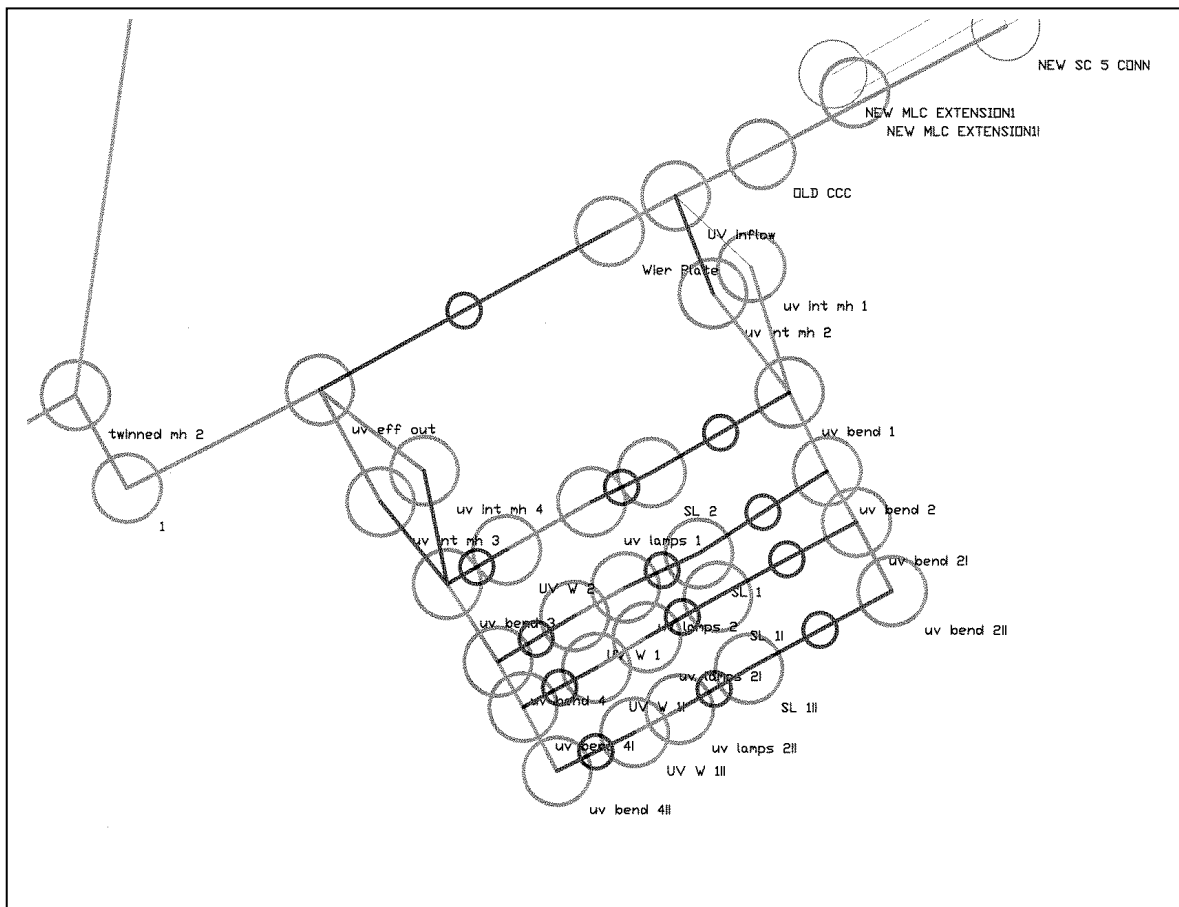 NEW SC 5 CONN
NEW MLC EXTENSION1
NEW MLC EXTENSION1I
OLD CCC
UV Inflow
Wier Plate
uv int mh 1
uv int mh 2
twinned mh 2
uv eff out
uv bend 1
1
uv int mh 4
SL 2
uv bend 2
uv int mh 3
uv lamps 1
uv bend 2I
UV W 2
SL 1
uv bend 3
lamps 2
SL 1I
uv bend 2II
UV W 1
uv lamps 2I
uv bend 4
UV W 1I
SL 1II
uv bend 4I
uv lamps 2II
UV W 1II
uv bend 4II